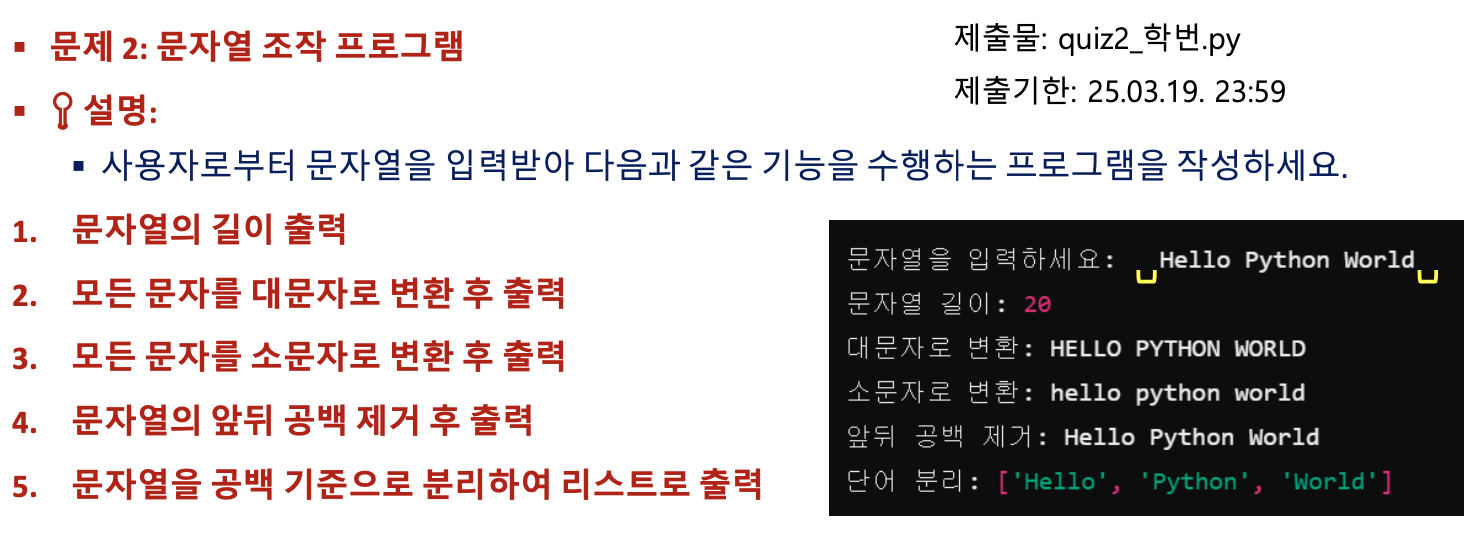 문제 2: 문자열 조작 프로그램
제출물: quiz2_학번.py
제출기한: 25.03.19. 23:59
설명:
사용자로부터 문자열을 입력받아 다음과 같은 기능을 수행하는 프로그램을 작성하세요.
1. 문자열의 길이 출력
2. 모든 문자를 대문자로 변환 후 출력
3. 모든 문자를 소문자로 변환 후 출력
4. 문자열의 앞뒤 공백 제거 후 출력
5. 문자열을 공백 기준으로 분리하여 리스트로 출력
문자열을 입력하세요:  Hello Python World
문자열 길이: 20
대문자로 변환: HELLO PYTHON WORLD
소문자로 변환: hello python world
앞뒤 공백 제거: Hello Python World
단어 분리: ['Hello', 'Python', 'World']